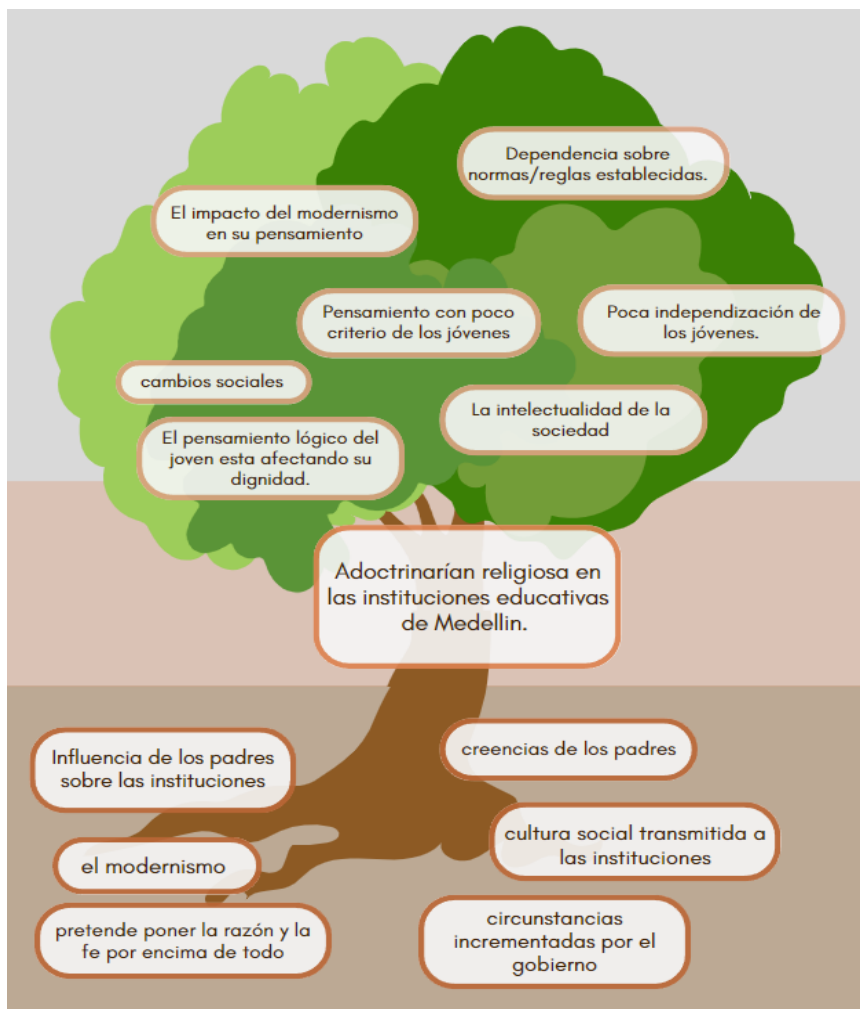 Dependencia sobre
normas/reglas establecidas.
El impacto del modernismo
en su pensamiento
Pensamiento con poco
criterio de los jóvenes
Poca independización de
los jóvenes.
cambios sociales
La intelectualidad de la
sociedad
El pensamiento lógico del
joven esta afectando su
dignidad.
Adoctrinarían religiosa en
las instituciones educativas
de Medellin.
Influencia de los padres
sobre las instituciones
creencias de los padres
el modernismo
cultura social transmitida a
las instituciones
pretende poner la razón y la
fe por encima de todo
circunstancias
incrementadas por el
gobierno